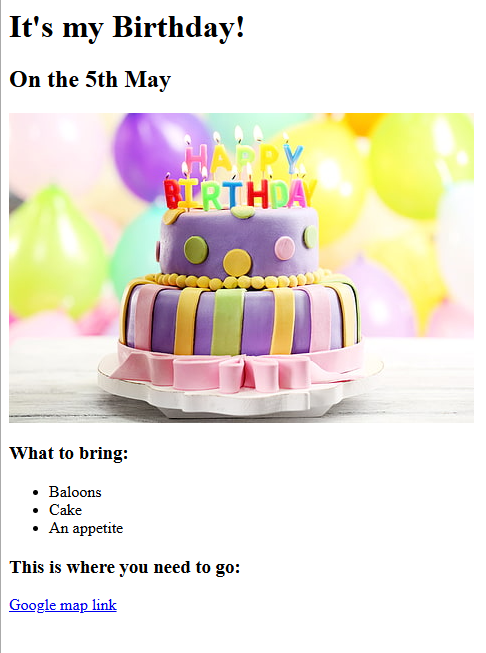 It's my Birthday!
On the 5th May
HAPPY
BIRTHDAY
What to bring:
Baloons
Cake
An appetite
This is where you need to go:
Google map link